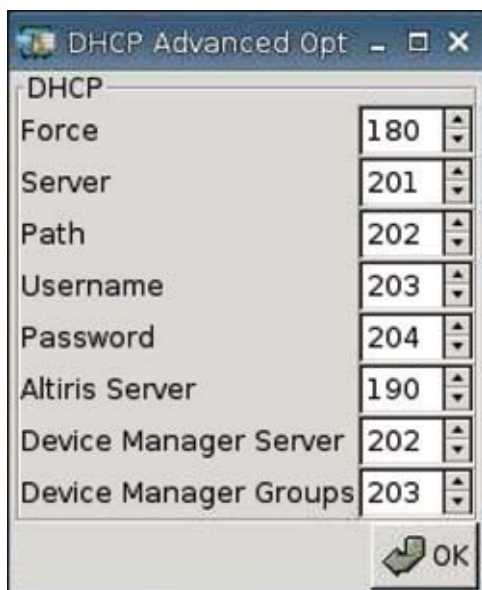 DHCP Advanced Opt
DHCP
Force 180
Server 201
Path 202
Username 203
Password 204
Altiris Server 190
Device Manager Server 202
Device Manager Groups 203
OK